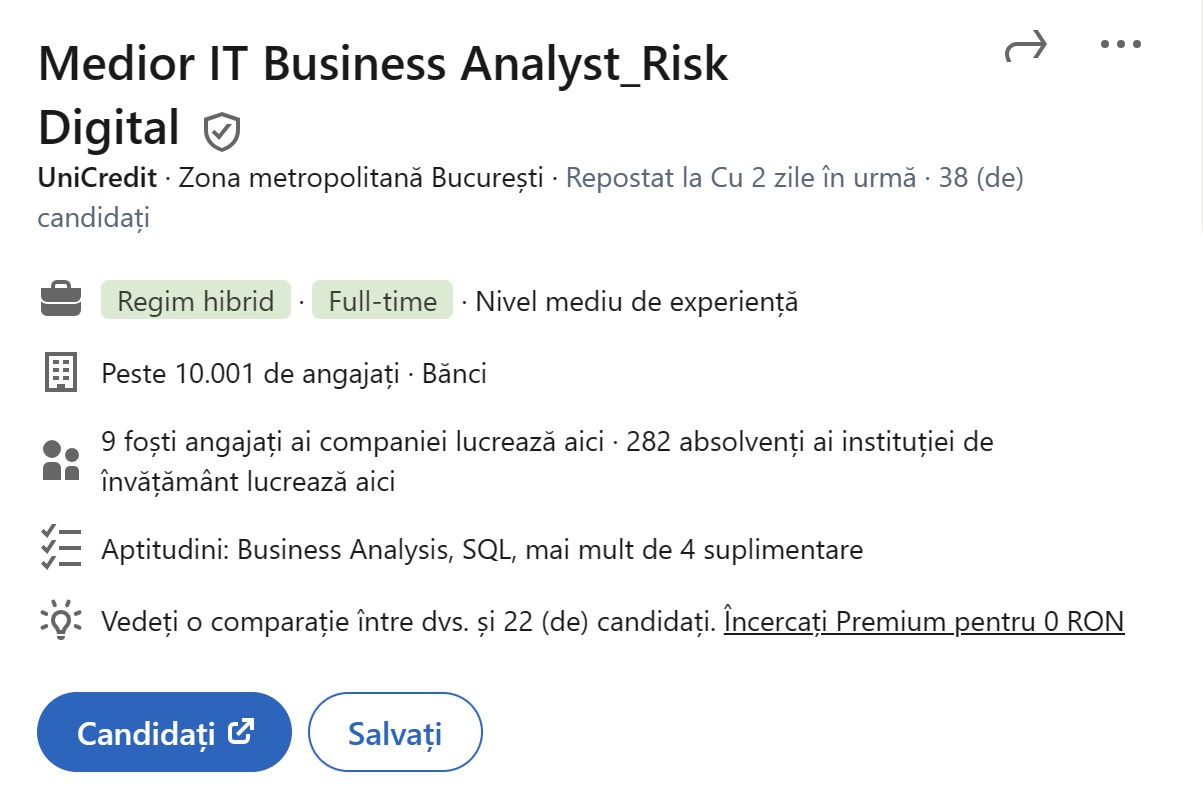 Medior IT Business Analyst_Risk
Digital
UniCredit · Zona metropolitană București · Repostat la Cu 2 zile în urmă · 38 (de)
candidați
Regim hibrid · Full-time · Nivel mediu de experiență
Peste 10.001 de angajați · Bănci
9 foști angajați ai companiei lucrează aici · 282 absolvenți ai instituției de
învățământ lucrează aici
Aptitudini: Business Analysis, SQL, mai mult de 4 suplimentare
Vedeți o comparație între dvs. și 22 (de) candidați. Încercați Premium pentru 0 RON
Candidați
Salvați